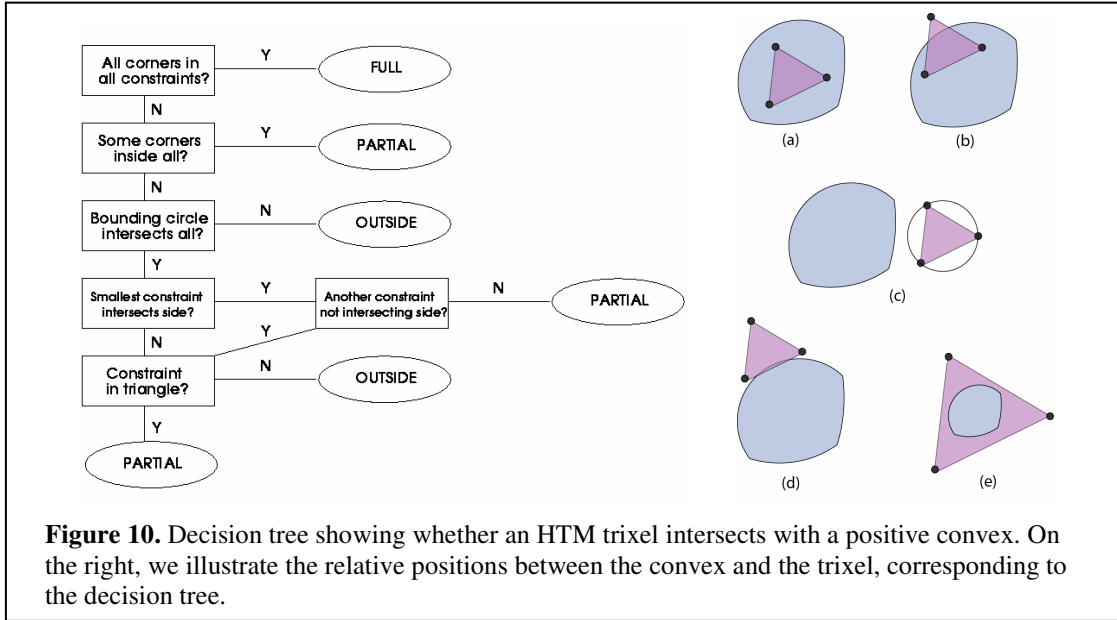 All corners in
all constraints?
Y
FULL
N
Some corners
inside all?
Y
PARTIAL
N
Bounding circle
intersects all?
N
OUTSIDE
Y
Smallest constraint
intersects side?
Y
Another constraint
not intersecting side?
N
PARTIAL
Y
N
Constraint
in triangle?
N
OUTSIDE
Y
PARTIAL
(a)
(b)
(c)
(d)
(e)
Figure 10. Decision tree showing whether an HTM trixel intersects with a positive convex. On
the right, we illustrate the relative positions between the convex and the trixel, corresponding to
the decision tree.